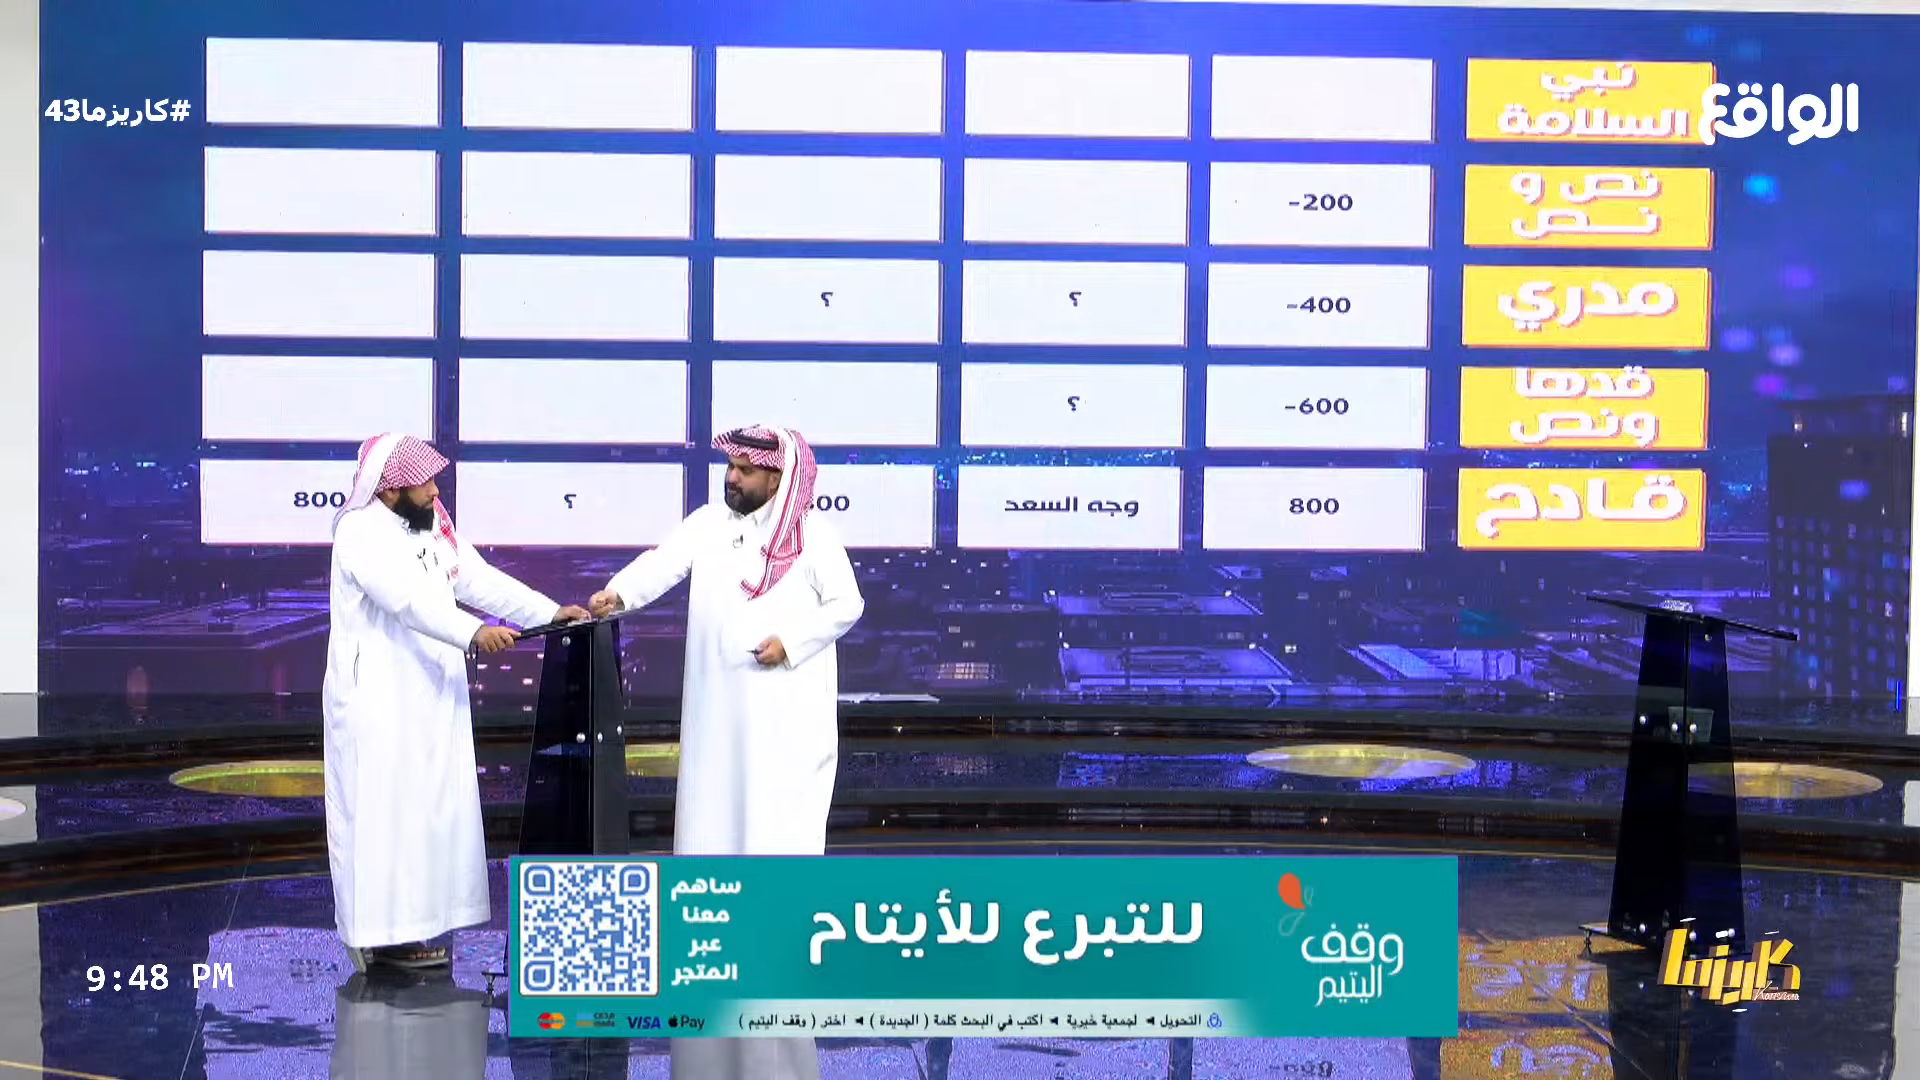 #كاريزما43
الواقع
نبي
السلامة
نص و
نص
-200
مدري
-400
؟
؟
قدها
ونص
-600
؟
قادح
800
وجه السعد
؟
800
للتبرع للأيتام
وقف
اليتيم
ساهم
معنا
عبر
المتجر
التحويل ◄ لجمعية خيرية ◄ اكتب في البحث كلمة ( الجديدة ) ◄ اختر ( وقف اليتيم )
VISA
Pay
9:48 PM
كاريزما